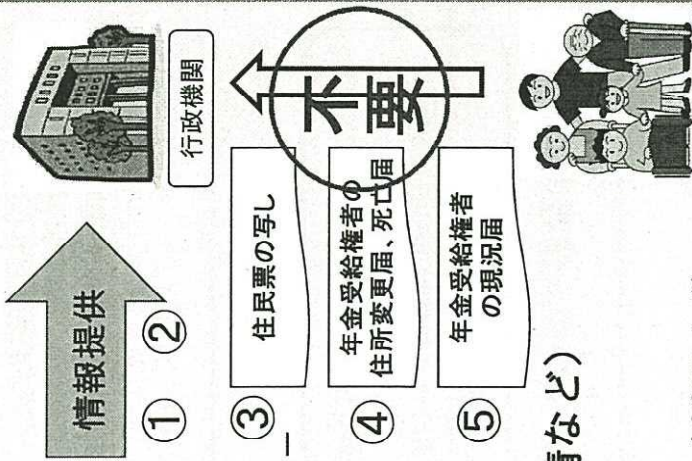 情報提供
① ②
行政機関
不要
③
住民票の写し
④
年金受給権者の
住所変更届、死亡届
⑤
年金受給権者
の現況届
など）